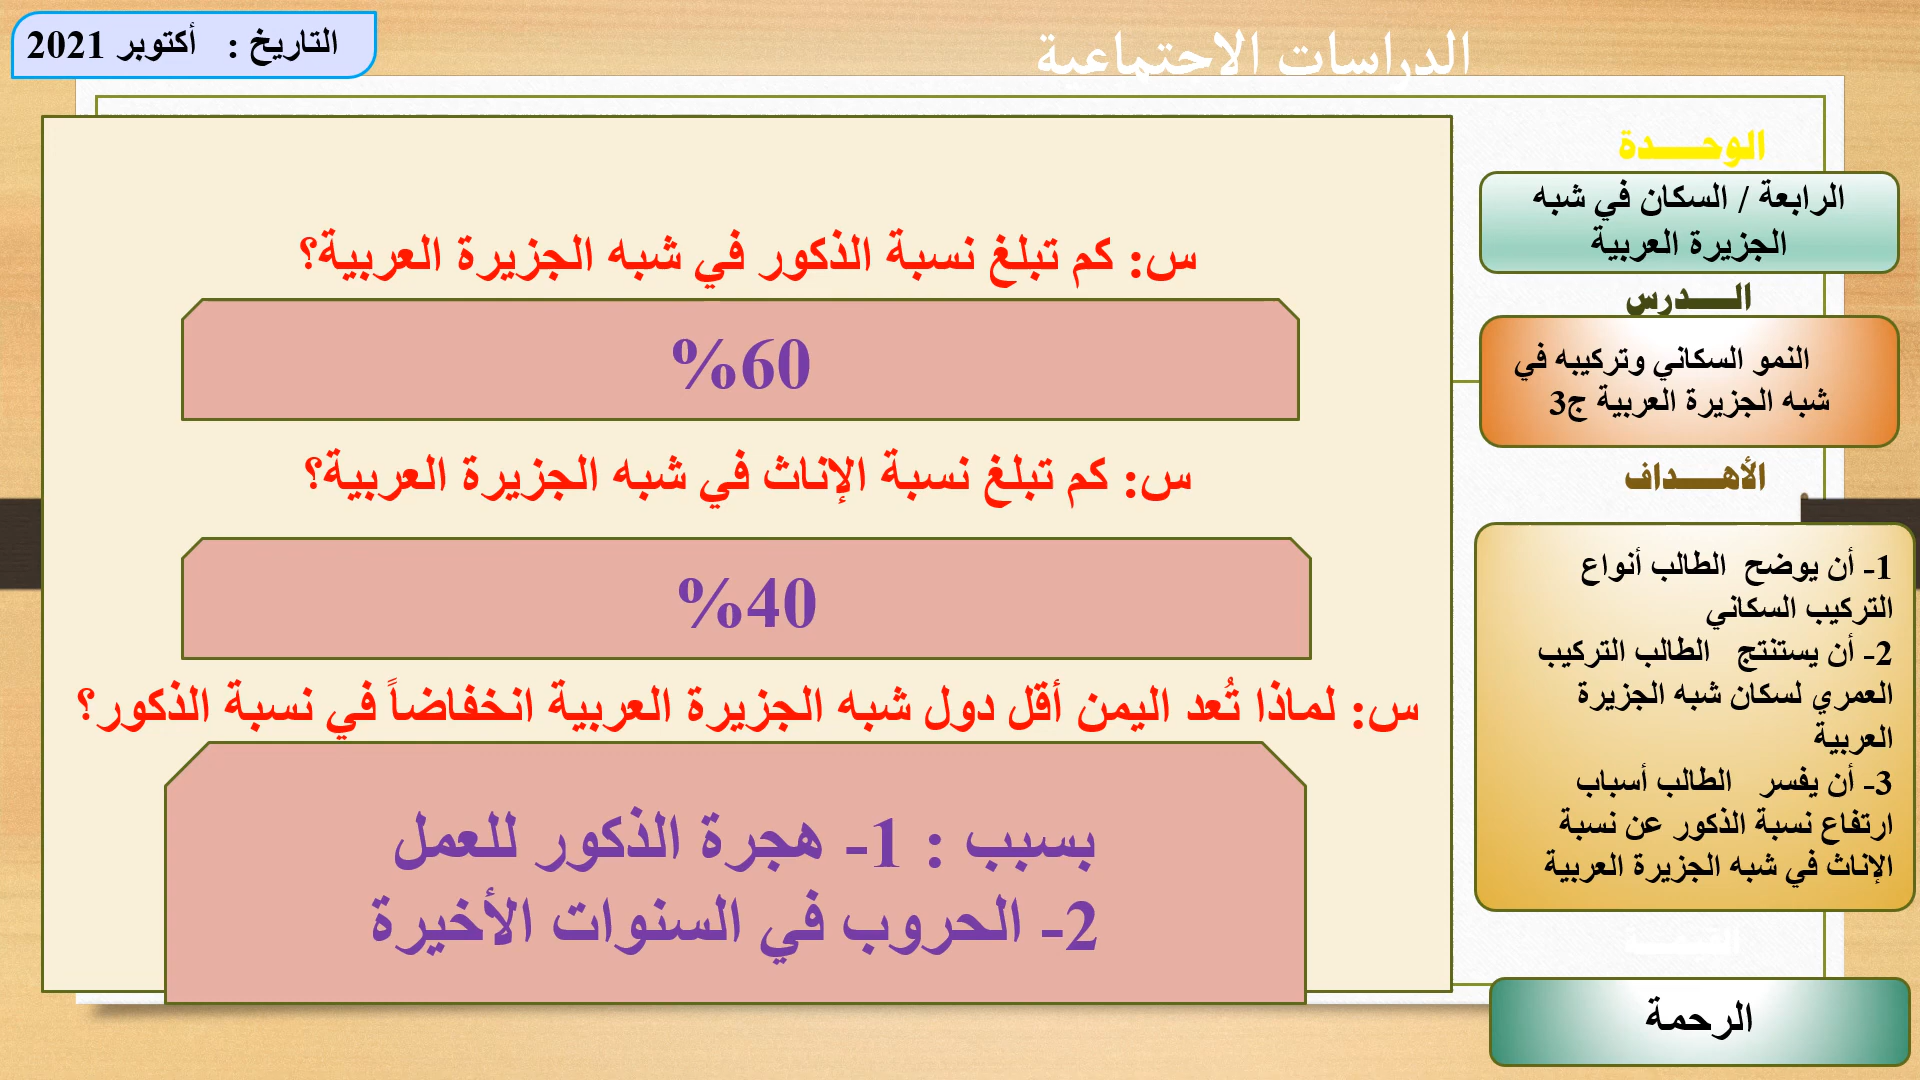 الدراسات الاجتماعية
التاريخ : أكتوبر 2021
الوحـــدة
الرابعة / السكان في شبه
الجزيرة العربية
الـــدرس
النمو السكاني وتركيبه في
شبه الجزيرة العربية ج3
الأهـــداف
1- أن يوضح الطالب أنواع
التركيب السكاني
2- أن يستنتج الطالب التركيب
العمري لسكان شبه الجزيرة
العربية
3- أن يفسر الطالب أسباب
ارتفاع نسبة الذكور عن نسبة
الإناث في شبه الجزيرة العربية
الرحمة
س: كم تبلغ نسبة الذكور في شبه الجزيرة العربية؟
%60
س: كم تبلغ نسبة الإناث في شبه الجزيرة العربية؟
%40
س: لماذا تُعد اليمن أقل دول شبه الجزيرة العربية انخفاضاً في نسبة الذكور؟
بسبب : 1- هجرة الذكور للعمل
2- الحروب في السنوات الأخيرة